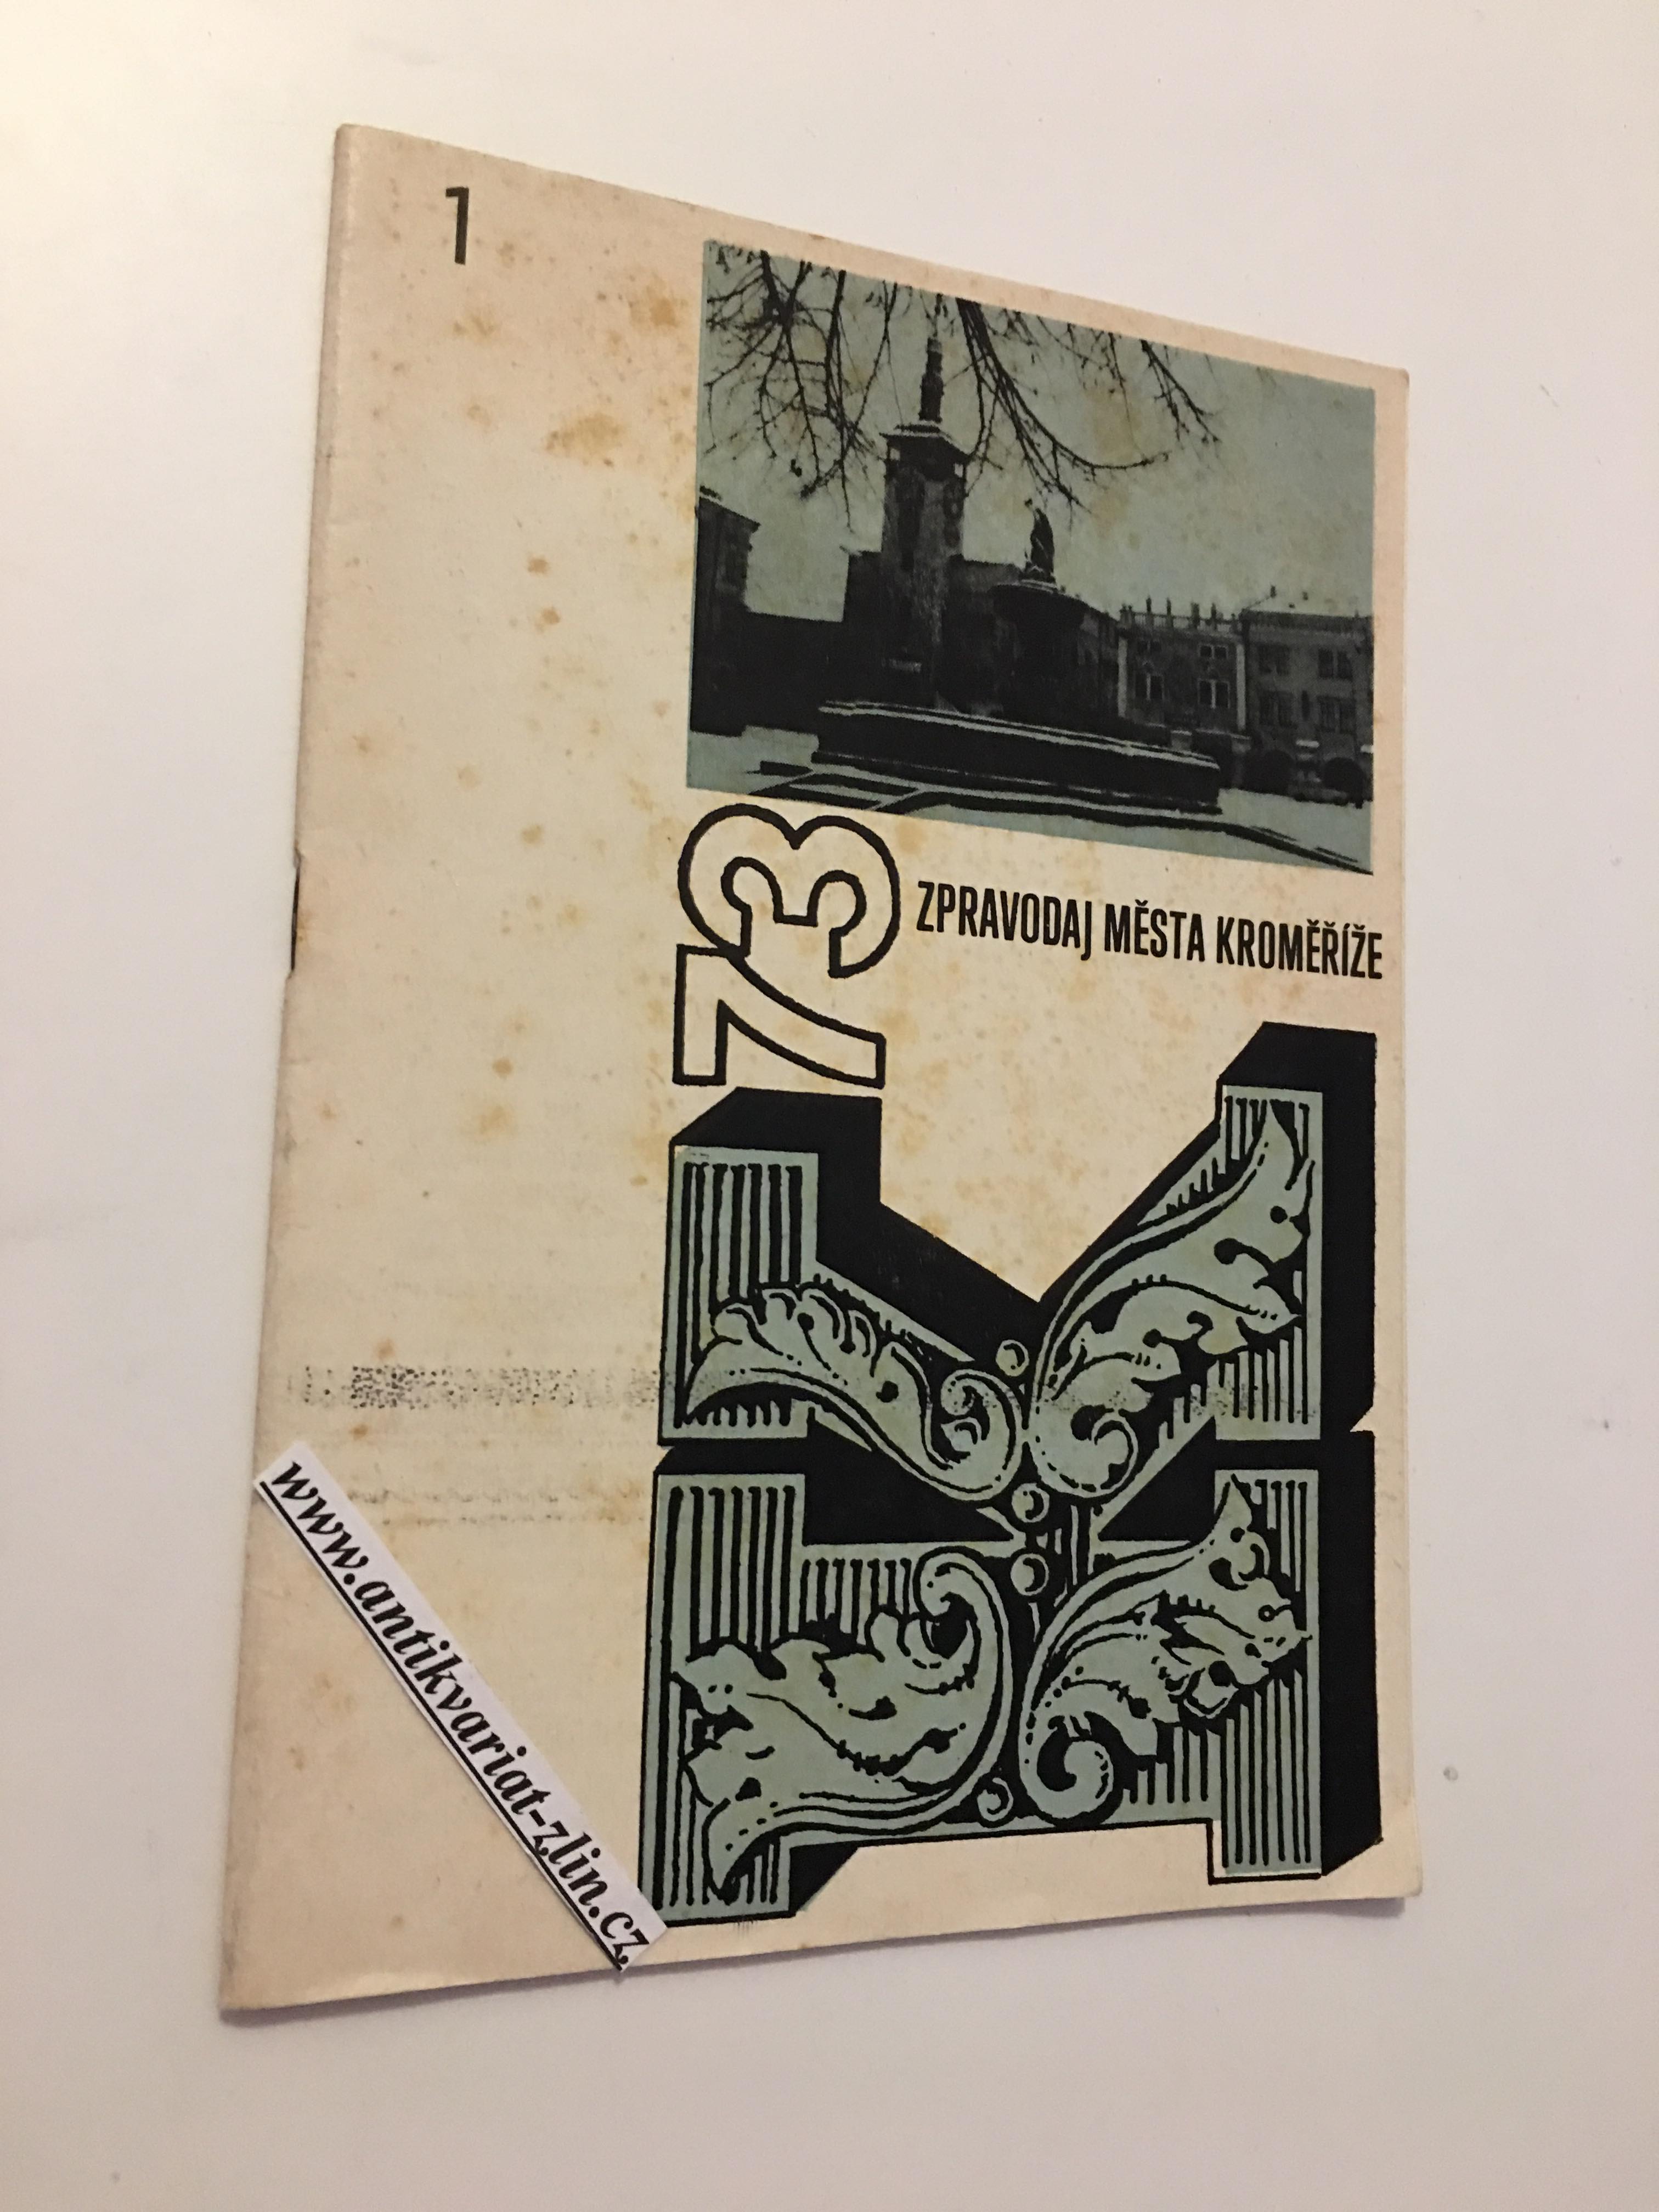 1
73
ZPRAVODAJ MĚSTA KROMĚŘÍŽE
K
www.antikvariat-zlin.cz